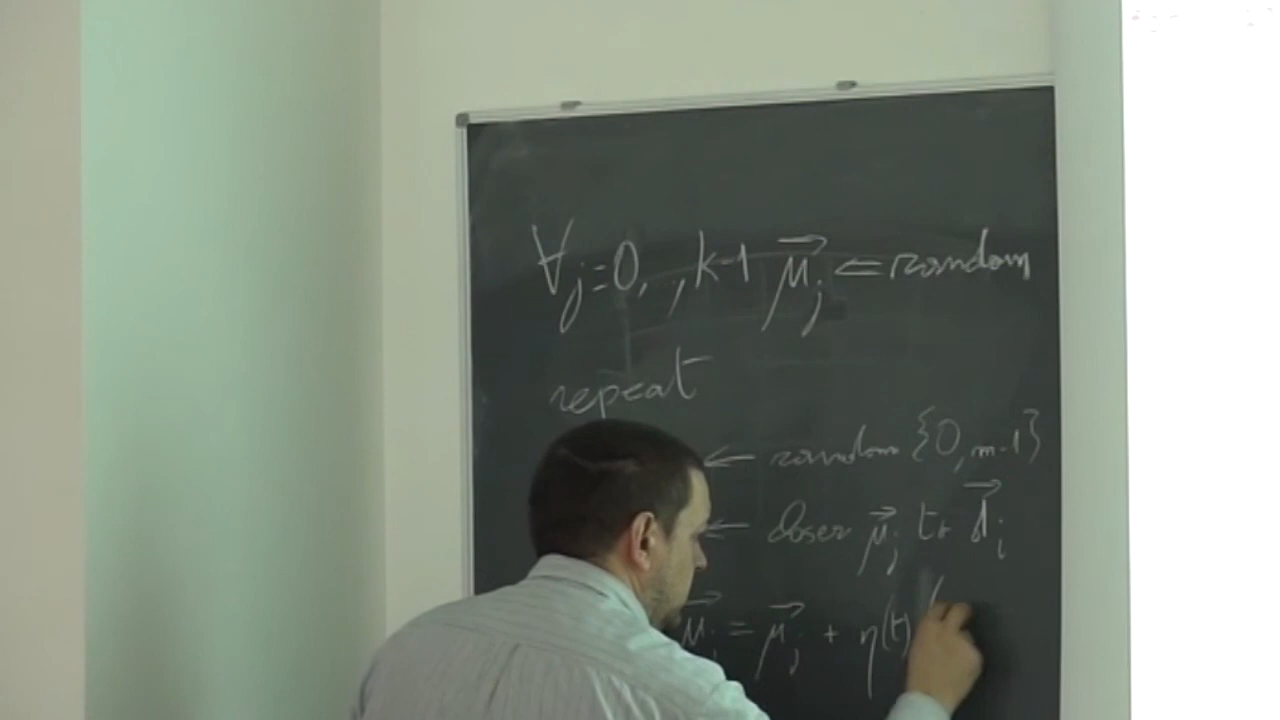 ∀j=0, ,k-1 μ⃗j ⇐ random
repeat
← random {0, m-1}
← closer μ⃗j to d⃗i
μ⃗j = μ⃗j + η(t) (